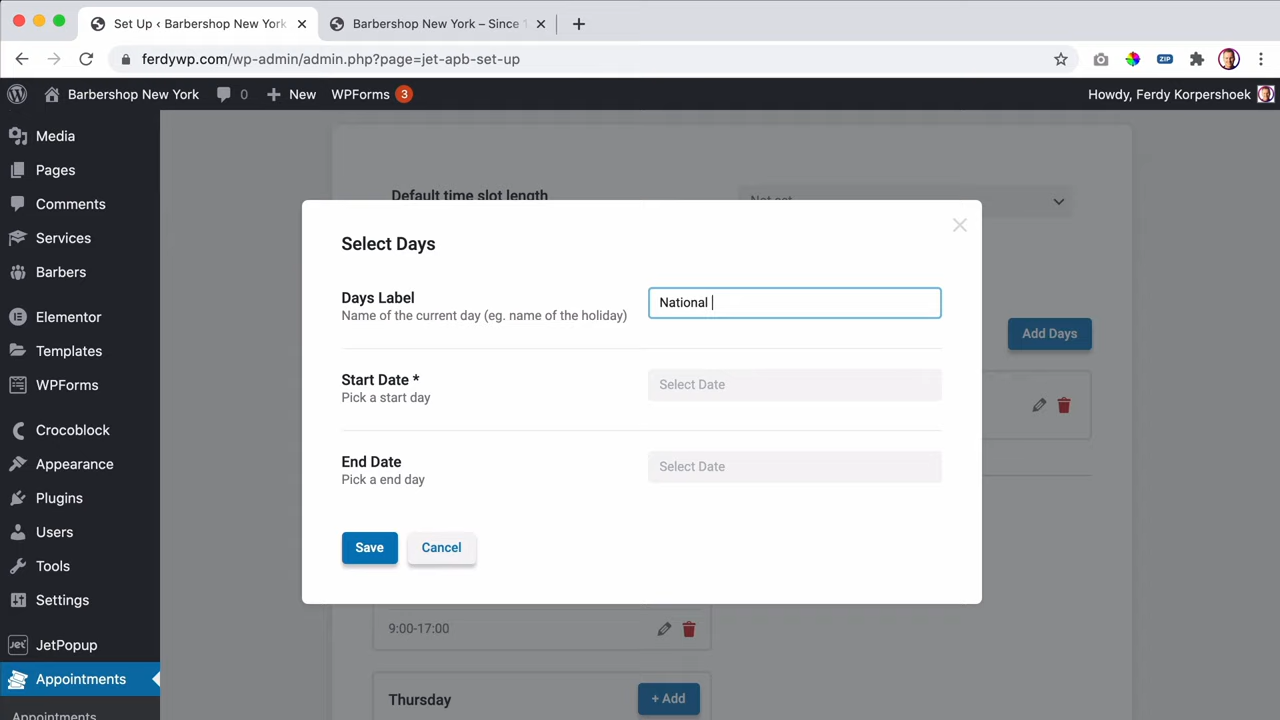 Set Up ‹ Barbershop New York
Barbershop New York – Since 1
ferdywp.com/wp-admin/admin.php?page=jet-apb-set-up
ZIP
Barbershop New York
0
New
WPForms 3
Howdy, Ferdy Korpershoek
Media
Pages
Comments
Services
Barbers
Elementor
Templates
WPForms
Crocoblock
Appearance
Plugins
Users
Tools
Settings
Jet JetPopup
Appointments
Appointments
Default time slot length
Not set
Select Days
Days Label
Name of the current day (eg. name of the holiday)
National
Start Date *
Pick a start day
Select Date
End Date
Pick a end day
Select Date
Save
Cancel
Add Days
9:00-17:00
Thursday
+ Add